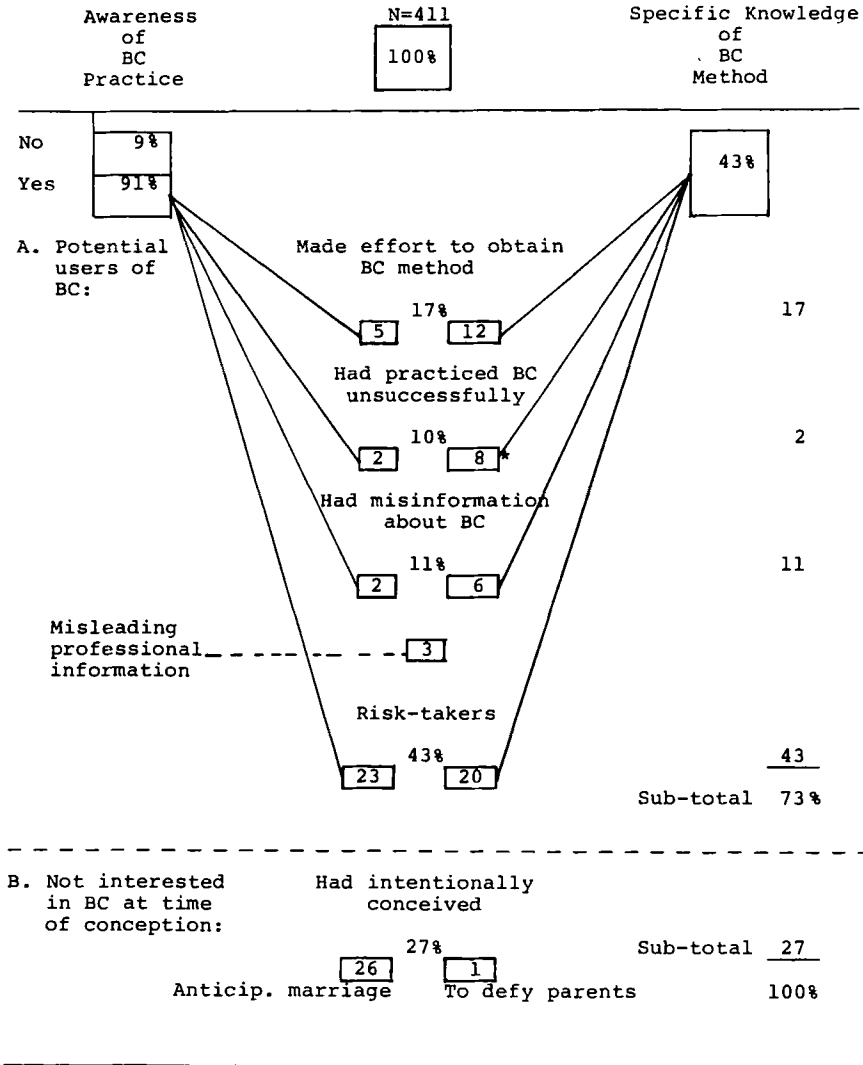 Awareness of BC Practice
N=411
100%
Specific Knowledge of BC Method
No 9%
Yes 91%
43%
A. Potential users of BC:
Made effort to obtain BC method
17%
5 12
17
Had practiced BC unsuccessfully
10%
2 8*
2
Had misinformation about BC
11%
2 6
11
Misleading professional information
3
Risk-takers
43%
23 20
43
Sub-total 73%
B. Not interested in BC at time of conception:
Had intentionally conceived
27%
26 1
Sub-total 27
Anticip. marriage To defy parents 100%